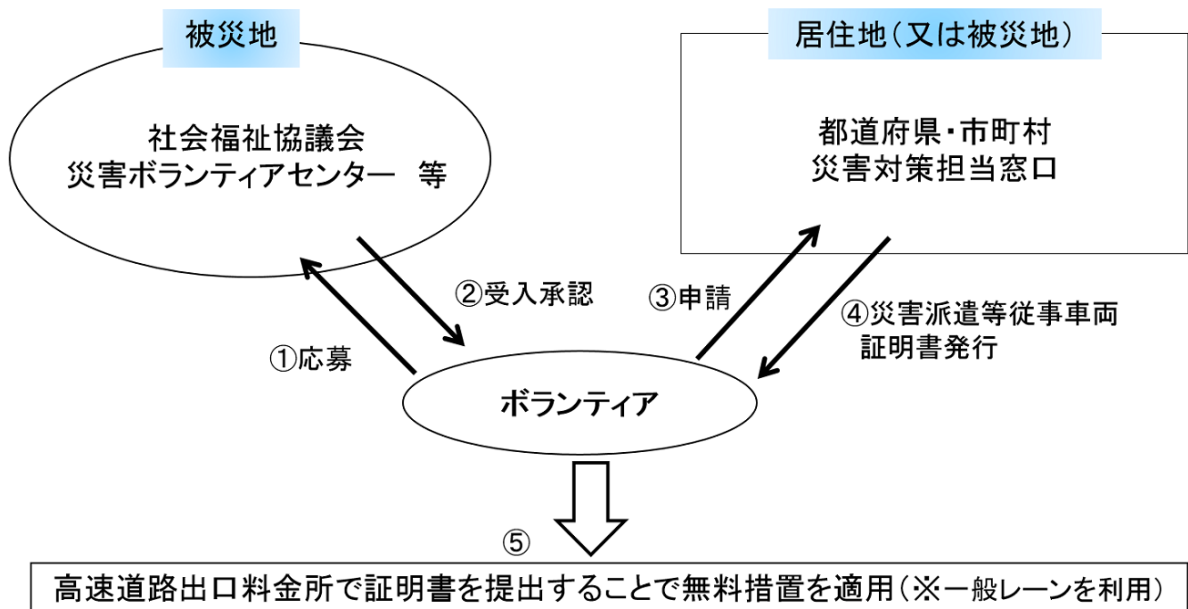 被災地
社会福祉協議会
災害ボランティアセンター　等
居住地(又は被災地)
都道府県・市町村
災害対策担当窓口
①応募
②受入承認
③申請
④災害派遣等従事車両
証明書発行
ボランティア
⑤
高速道路出口料金所で証明書を提出することで無料措置を適用(※一般レーンを利用)